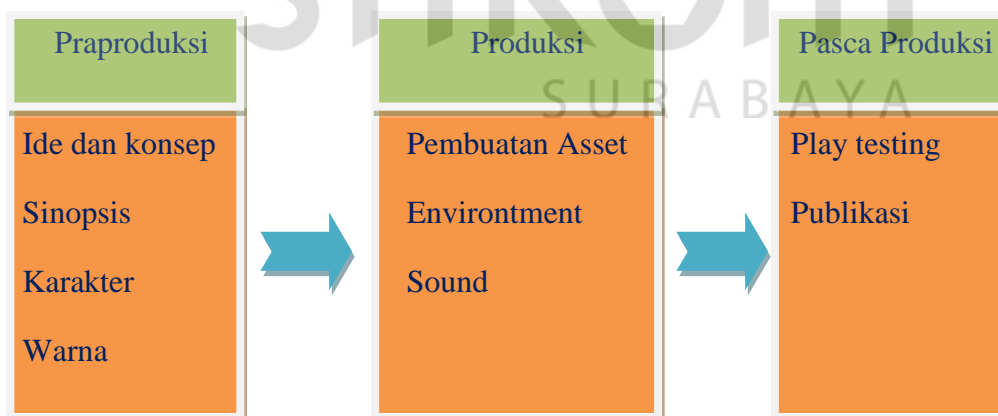 Praproduksi
Ide dan konsep
Sinopsis
Karakter
Warna
Produksi
Pembuatan Asset
Environtment
Sound
Pasca Produksi
Play testing
Publikasi
SURABAYA